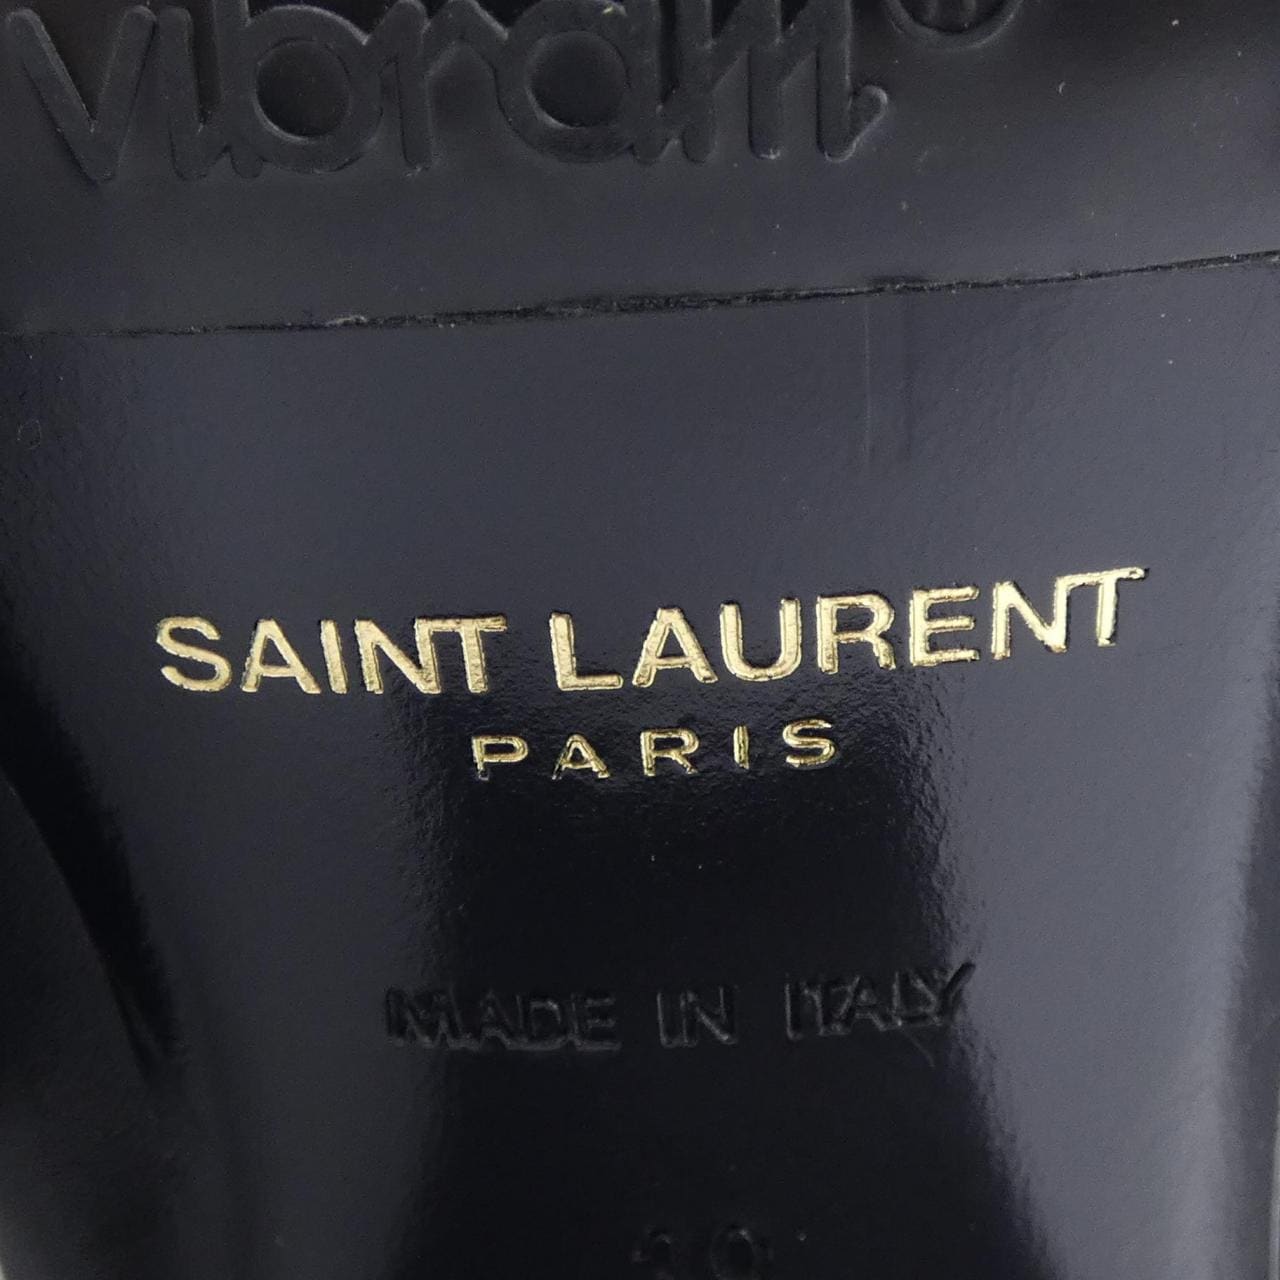 vibram®
SAINT LAURENT
PARIS
MADE IN ITALY